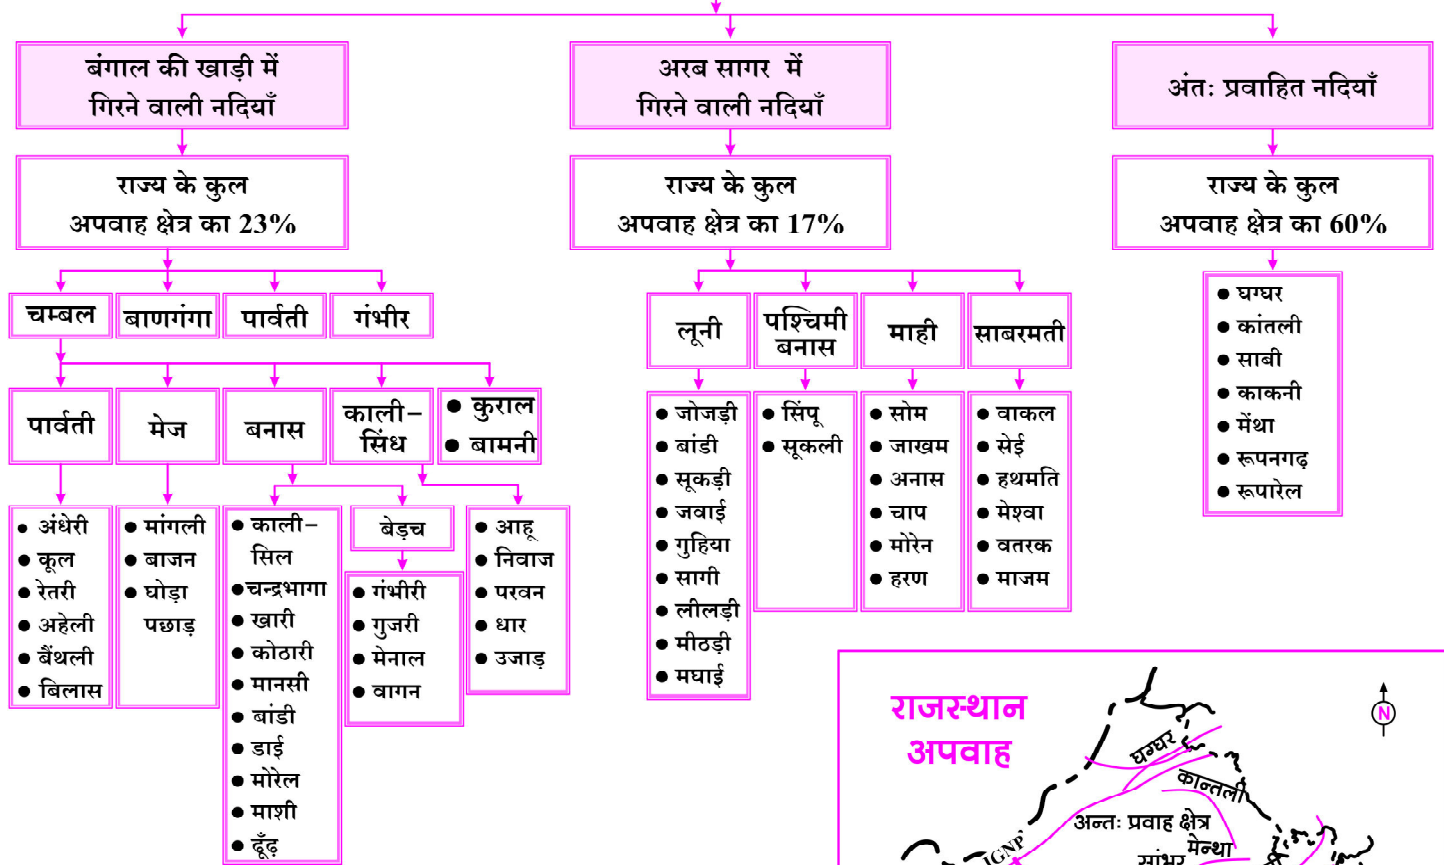 बंगाल की खाड़ी में
गिरने वाली नदियाँ
राज्य के कुल
अपवाह क्षेत्र का 23%
चम्बल
बाणगंगा
पार्वती
गंभीर
पार्वती
मेज
बनास
काली–
सिंध
● कुराल
● बामनी
● अंधेरी
● कूल
● रेतरी
● अहेली
● बैंथली
● बिलास
● मांगली
● बाजन
● घोड़ा
पछाड़
● काली–
सिल
● चन्द्रभागा
● खारी
● कोठारी
● मानसी
● बांडी
● डाई
● मोरेल
● माशी
● ढूँढ़
बेड़च
● गंभीरी
● गुजरी
● मेनाल
● वागन
● आहू
● निवाज
● परवन
● धार
● उजाड़
अरब सागर में
गिरने वाली नदियाँ
राज्य के कुल
अपवाह क्षेत्र का 17%
लूनी
पश्चिमी
बनास
माही
साबरमती
● जोजड़ी
● बांडी
● सूकड़ी
● जवाई
● गुहिया
● सागी
● लीलड़ी
● मीठड़ी
● मघाई
● सिंपू
● सूकली
● सोम
● जाखम
● अनास
● चाप
● मोरेन
● हरण
● वाकल
● सेई
● हथमति
● मेश्वा
● वतरक
● माजम
अंतः प्रवाहित नदियाँ
राज्य के कुल
अपवाह क्षेत्र का 60%
● घग्घर
● कांतली
● साबी
● काकनी
● मेंथा
● रूपनगढ़
● रूपारेल
राजस्थान
अपवाह
N
घग्घर
कान्तली
अन्तः प्रवाह क्षेत्र
IGNP
मेन्था
सांभर